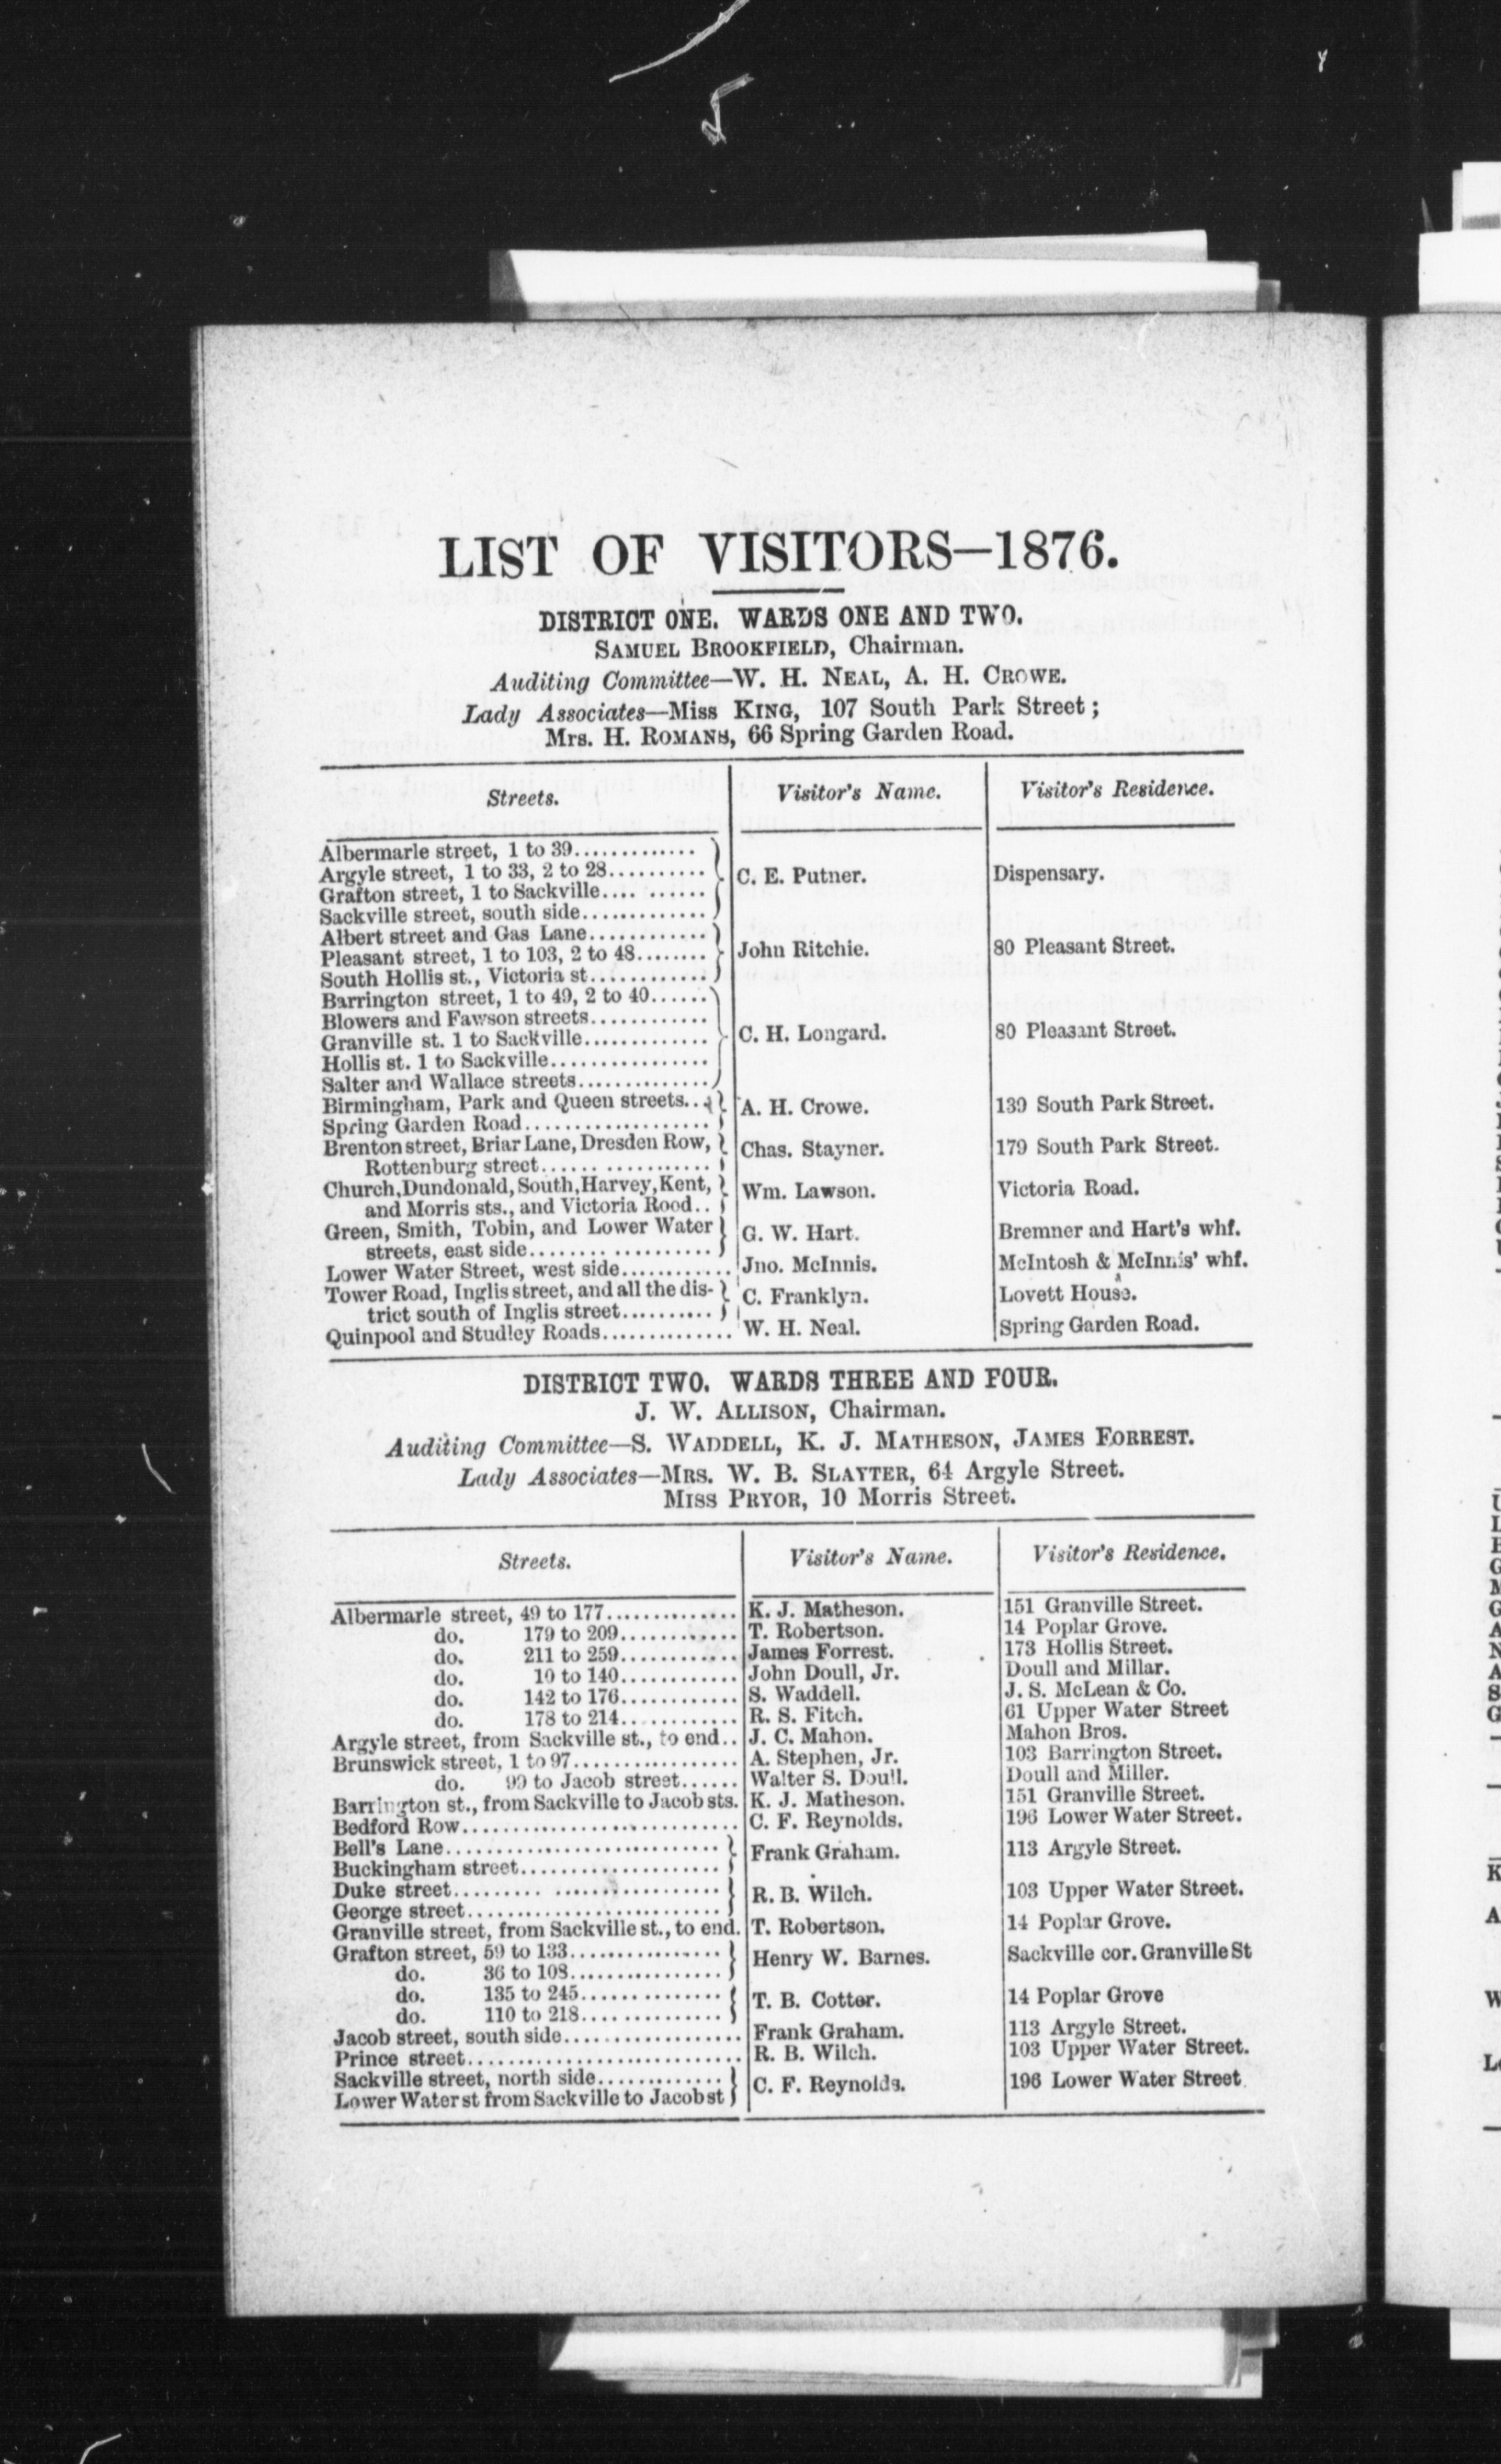 LIST OF VISITORS—1876.
DISTRICT ONE. WARDS ONE AND TWO.
SAMUEL BROOKFIELD, Chairman.
Auditing Committee—W. H. NEAL, A. H. CROWE.
Lady Associates—Miss KING, 107 South Park Street;
Mrs. H. ROMANS, 66 Spring Garden Road.
Streets. Visitor's Name. Visitor's Residence.
Albermarle street, 1 to 39.............
Argyle street, 1 to 33, 2 to 28.......... C. E. Putner. Dispensary.
Grafton street, 1 to Sackville.... ......
Sackville street, south side.............
Albert street and Gas Lane............
Pleasant street, 1 to 103, 2 to 48........ John Ritchie. 80 Pleasant Street.
South Hollis st., Victoria st............
Barrington street, 1 to 49, 2 to 40......
Blowers and Fawson streets............
Granville st. 1 to Sackville............. C. H. Longard. 80 Pleasant Street.
Hollis st. 1 to Sackville................
Salter and Wallace streets..............
Birmingham, Park and Queen streets... A. H. Crowe. 139 South Park Street.
Spring Garden Road...................
Brenton street, Briar Lane, Dresden Row, Chas. Stayner. 179 South Park Street.
Rottenburg street...... ............
Church, Dundonald, South, Harvey, Kent, Wm. Lawson. Victoria Road.
and Morris sts., and Victoria Rood..
Green, Smith, Tobin, and Lower Water G. W. Hart. Bremner and Hart's whf.
streets, east side........ ..........
Lower Water Street, west side............ Jno. McInnis. McIntosh & McInnis' whf.
Tower Road, Inglis street, and all the dis- C. Franklyn. Lovett House.
trict south of Inglis street..........
Quinpool and Studley Roads.............. W. H. Neal. Spring Garden Road.
DISTRICT TWO. WARDS THREE AND FOUR.
J. W. ALLISON, Chairman.
Auditing Committee—S. WADDELL, K. J. MATHESON, JAMES FORREST.
Lady Associates—MRS. W. B. SLAYTER, 64 Argyle Street.
MISS PRYOR, 10 Morris Street.
Streets. Visitor's Name. Visitor's Residence.
Albermarle street, 49 to 177.............. K. J. Matheson. 151 Granville Street.
do. 179 to 209............ T. Robertson. 14 Poplar Grove.
do. 211 to 259............ James Forrest. 173 Hollis Street.
do. 10 to 140............ John Doull, Jr. Doull and Millar.
do. 142 to 176............ S. Waddell. J. S. McLean & Co.
do. 178 to 214............ R. S. Fitch. 61 Upper Water Street
Argyle street, from Sackville st., to end.. J. C. Mahon. Mahon Bros.
Brunswick street, 1 to 97................. A. Stephen, Jr. 103 Barrington Street.
do. 99 to Jacob street...... Walter S. Doull. Doull and Miller.
Barrington st., from Sackville to Jacob sts. K. J. Matheson. 151 Granville Street.
Bedford Row............................ C. F. Reynolds. 196 Lower Water Street.
Bell's Lane............................ Frank Graham. 113 Argyle Street.
Buckingham street....................
Duke street......... ................. R. B. Wilch. 103 Upper Water Street.
George street..........................
Granville street, from Sackville st., to end. T. Robertson. 14 Poplar Grove.
Grafton street, 59 to 133................ Henry W. Barnes. Sackville cor. Granville St
do. 36 to 108................
do. 135 to 245.............. T. B. Cotter. 14 Poplar Grove
do. 110 to 218..............
Jacob street, south side.................. Frank Graham. 113 Argyle Street.
Prince street............................ R. B. Wilch. 103 Upper Water Street.
Sackville street, north side............. C. F. Reynolds. 196 Lower Water Street.
Lower Water st from Sackville to Jacob st